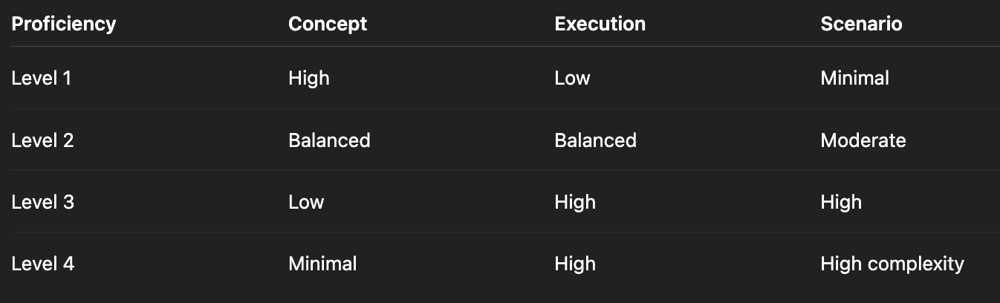 Proficiency Concept Execution Scenario
Level 1 High Low Minimal
Level 2 Balanced Balanced Moderate
Level 3 Low High High
Level 4 Minimal High High complexity